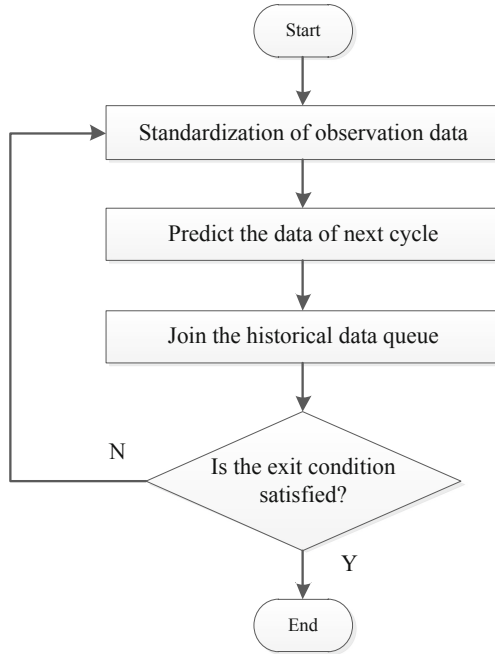 Start
Standardization of observation data
Predict the data of next cycle
Join the historical data queue
Is the exit condition
satisfied?
N
Y
End